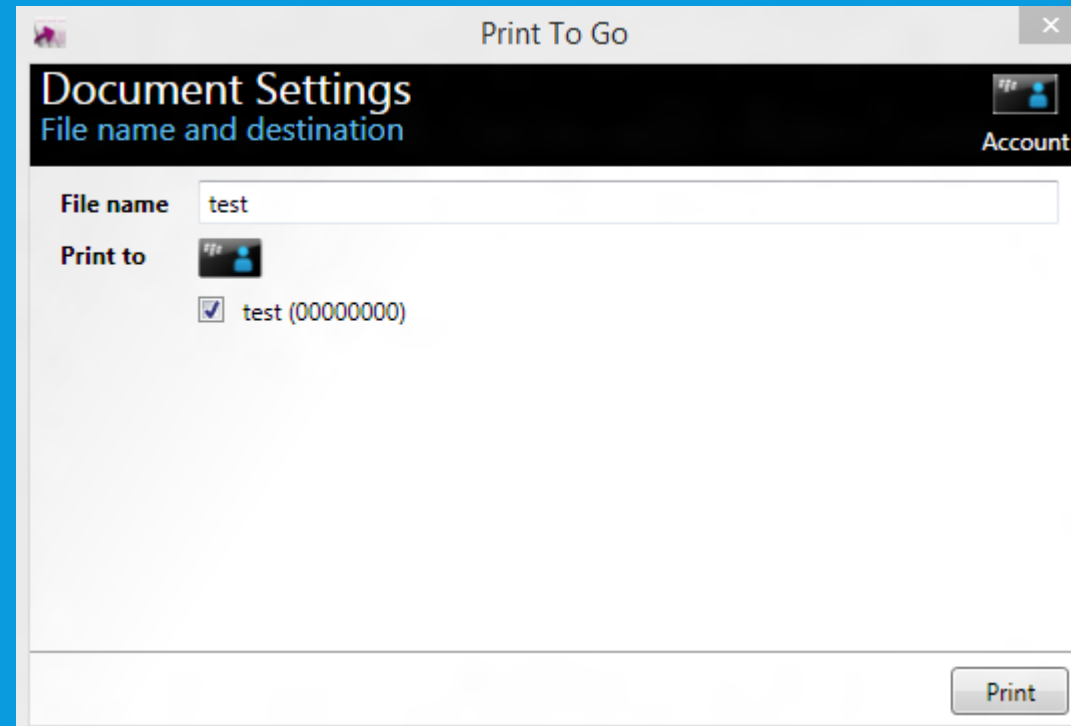 Print To Go
Document Settings
File name and destination
Account
File name test
Print to
test (00000000)
Print